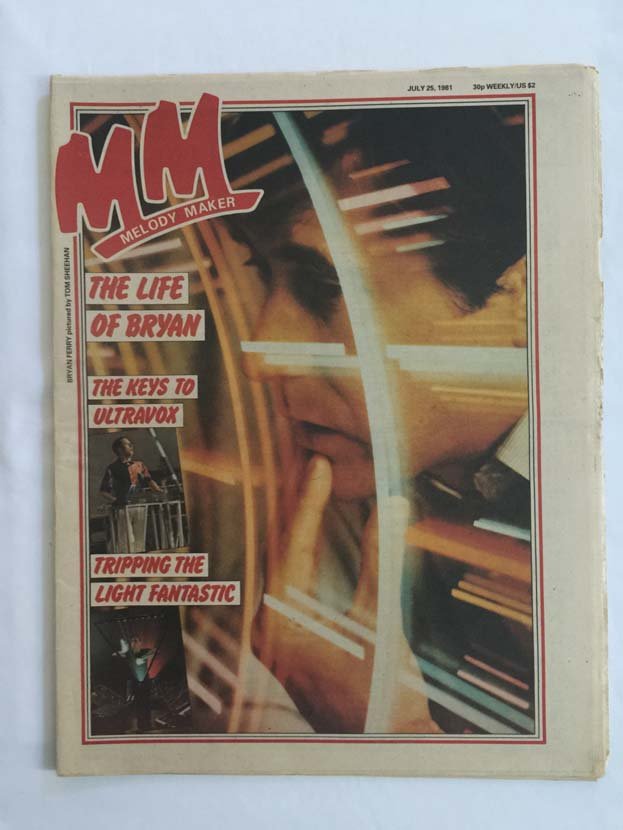 JULY 25, 1981 30p WEEKLY/US $2
MM
MELODY MAKER
BRYAN FERRY pictured by TOM SHEEHAN
THE LIFE
OF BRYAN
THE KEYS TO
ULTRAVOX
TRIPPING THE
LIGHT FANTASTIC